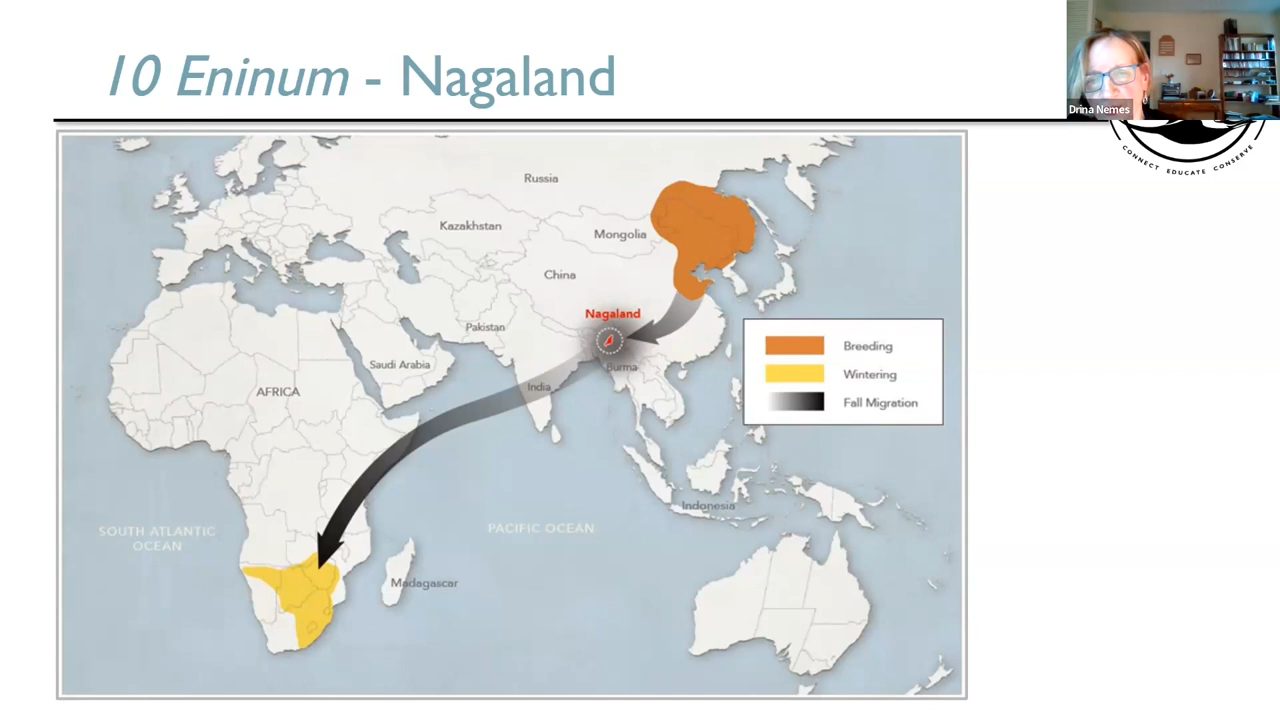 10 Eninum - Nagaland
Drina Nemes
CONNECT EDUCATE CONSERVE
Russia
Kazakhstan
Mongolia
China
Nagaland
Pakistan
Saudi Arabia
Burma
India
AFRICA
Breeding
Wintering
Fall Migration
Indonesia
SOUTH ATLANTIC
OCEAN
PACIFIC OCEAN
Madagascar